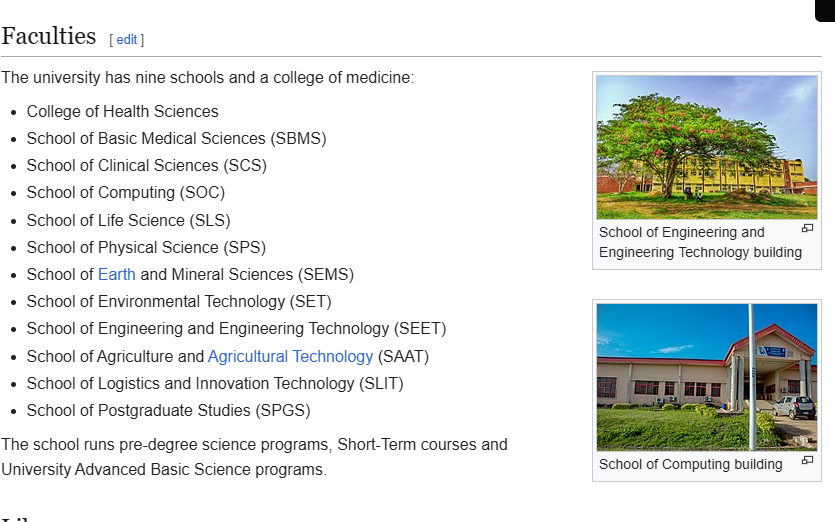 Faculties [ edit ]
The university has nine schools and a college of medicine:
• College of Health Sciences
• School of Basic Medical Sciences (SBMS)
• School of Clinical Sciences (SCS)
• School of Computing (SOC)
• School of Life Science (SLS)
• School of Physical Science (SPS)
• School of Earth and Mineral Sciences (SEMS)
• School of Environmental Technology (SET)
• School of Engineering and Engineering Technology (SEET)
• School of Agriculture and Agricultural Technology (SAAT)
• School of Logistics and Innovation Technology (SLIT)
• School of Postgraduate Studies (SPGS)
The school runs pre-degree science programs, Short-Term courses and
University Advanced Basic Science programs.
School of Engineering and
Engineering Technology building
School of Computing building